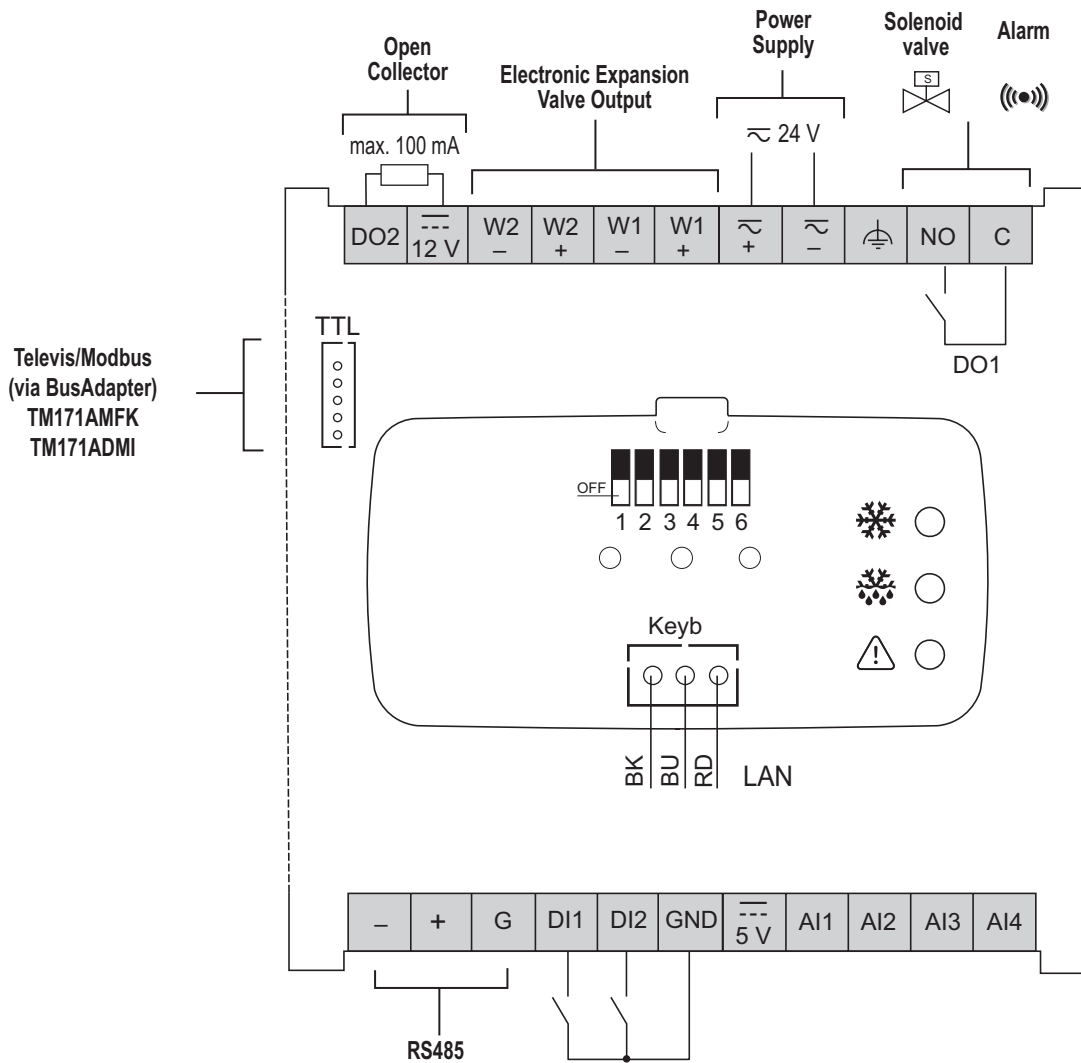 Open
Collector
max. 100 mA
Electronic Expansion
Valve Output
Power
Supply
24 V
Solenoid
valve
S
Alarm
DO2
12 V
W2
–
W2
+
W1
–
W1
+
+
–
NO
C
DO1
TTL
Televis/Modbus
(via BusAdapter)
TM171AMFK
TM171ADMI
OFF
1 2 3 4 5 6
Keyb
BK
BU
RD
LAN
–
+
G
DI1
DI2
GND
5 V
AI1
AI2
AI3
AI4
RS485